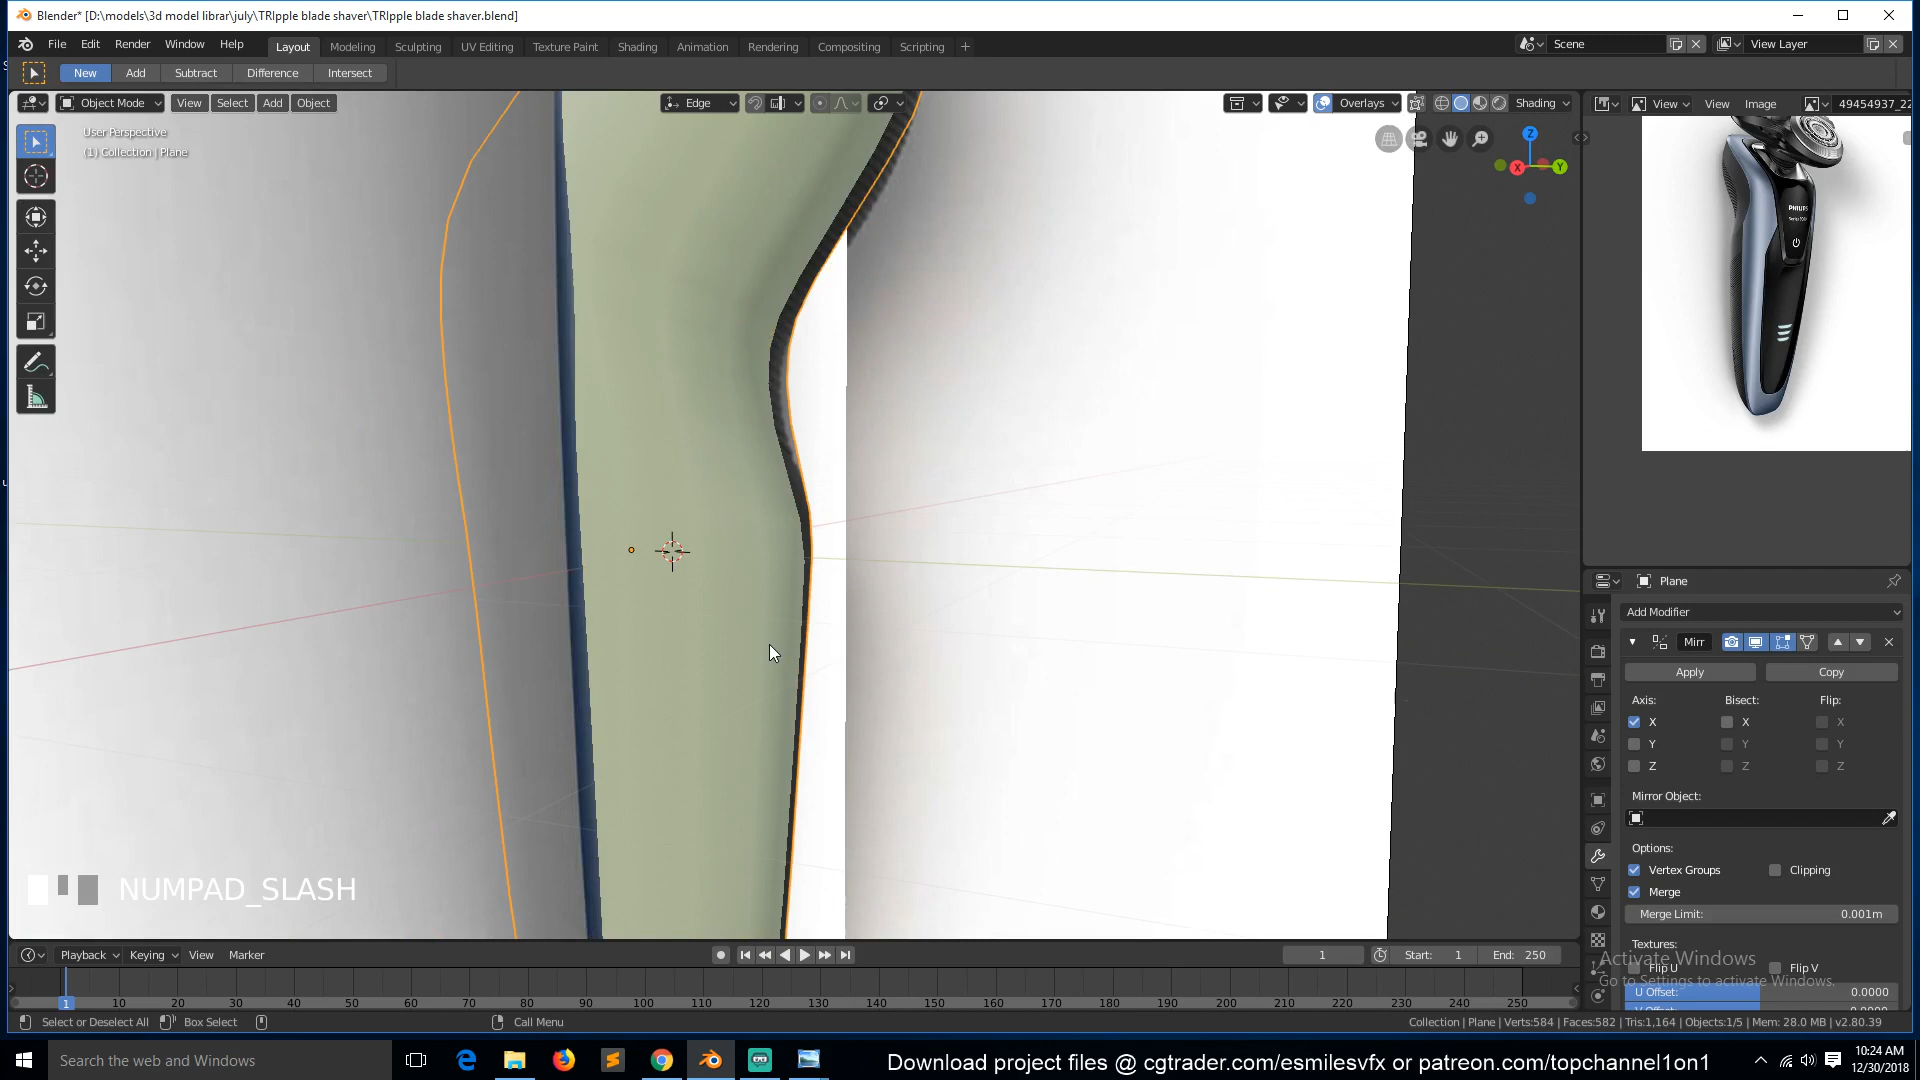 Blender* [D:\models\3d model librar\july\TRIpple blade shaver\TRIpple blade shaver.blend]
File Edit Render Window Help Layout Modeling Sculpting UV Editing Texture Paint Shading Animation Rendering Compositing Scripting + Scene View Layer
New Add Subtract Difference Intersect
Object Mode View Select Add Object Edge Overlays Shading View View Image 49454937_22
User Perspective
(1) Collection | Plane
Z
X Y
PHILIPS
Plane
Add Modifier
Mirr
Apply Copy
Axis: Bisect: Flip:
X X X
Y Y Y
Z Z Z
Mirror Object:
Options:
Vertex Groups Clipping
Merge
Merge Limit: 0.001m
Textures:
Flip U Flip V
U Offset: 0.0000
NUMPAD_SLASH
Activate Windows
Go to Settings to activate Windows.
Playback Keying View Marker 1 Start: 1 End: 250
1 10 20 30 40 50 60 70 80 90 100 110 120 130 140 150 160 170 180 190 200 210 220 230 240 250
Select or Deselect All Box Select Call Menu Collection | Plane | Verts:584 | Faces:582 | Tris:1,164 | Objects:1/5 | Mem: 28.0 MB | v2.80.39
Search the web and Windows
Download project files @ cgtrader.com/esmilesvfx or patreon.com/topchannel1on1
10:24 AM
12/30/2018